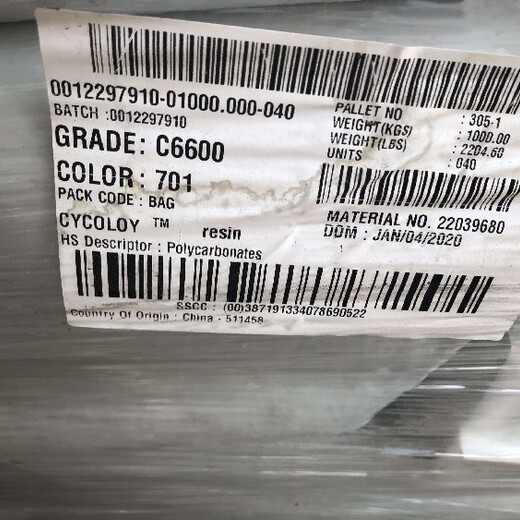 0012297910-01000.000-040
BATCH :0012297910
GRADE: C6600
COLOR : 701
PACK CODE : BAG
CYCOLOY ™ resin
HS Descriptor : Polycarbonates
PALLET NO : 305-1
WEIGHT(KGS) : 1000.00
WEIGHT(LBS) : 2204.60
UNITS : 040
MATERIAL NO. 22039680
DOM : JAN/04/2020
SSCC : (00)387191334078690522
Country Of Origin : China - 511458